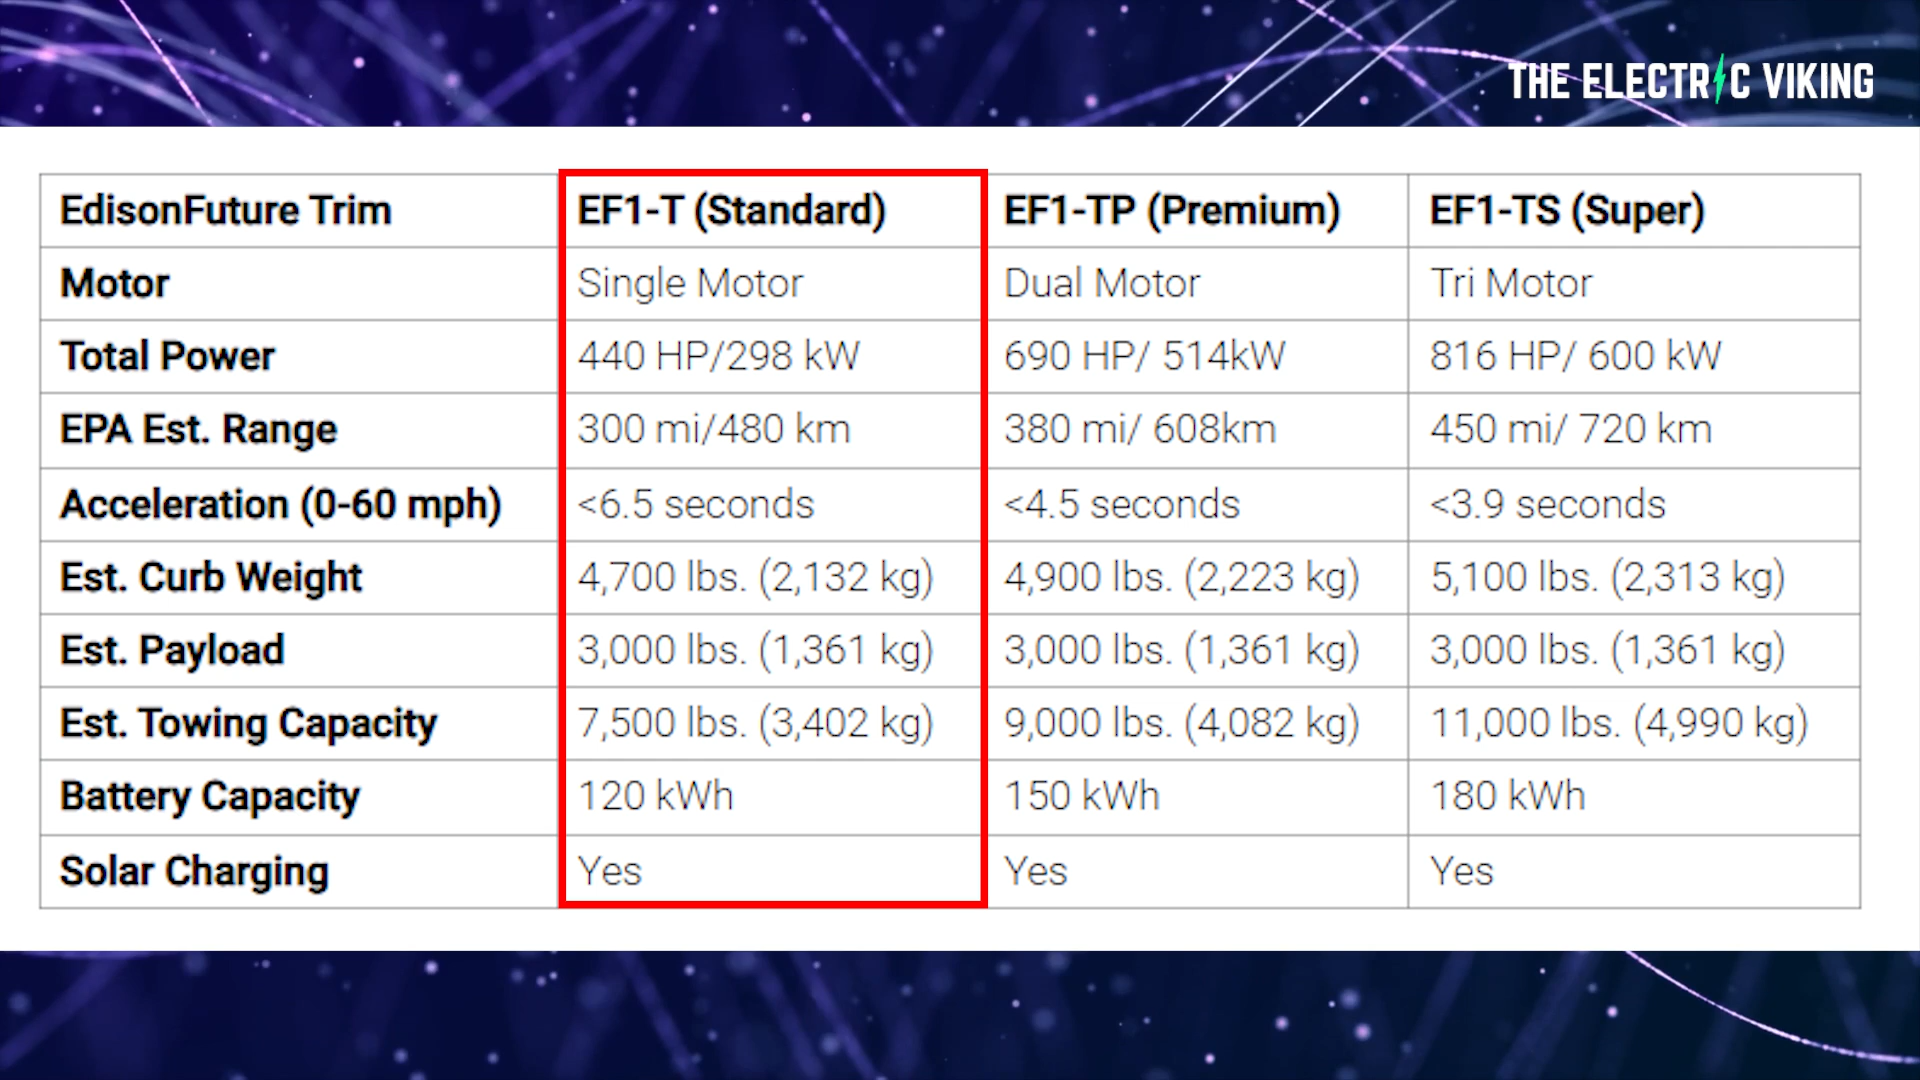 THE ELECTRIC VIKING
EdisonFuture Trim EF1-T (Standard) EF1-TP (Premium) EF1-TS (Super)
Motor Single Motor Dual Motor Tri Motor
Total Power 440 HP/298 kW 690 HP/ 514kW 816 HP/ 600 kW
EPA Est. Range 300 mi/480 km 380 mi/ 608km 450 mi/ 720 km
Acceleration (0-60 mph) <6.5 seconds <4.5 seconds <3.9 seconds
Est. Curb Weight 4,700 lbs. (2,132 kg) 4,900 lbs. (2,223 kg) 5,100 lbs. (2,313 kg)
Est. Payload 3,000 lbs. (1,361 kg) 3,000 lbs. (1,361 kg) 3,000 lbs. (1,361 kg)
Est. Towing Capacity 7,500 lbs. (3,402 kg) 9,000 lbs. (4,082 kg) 11,000 lbs. (4,990 kg)
Battery Capacity 120 kWh 150 kWh 180 kWh
Solar Charging Yes Yes Yes